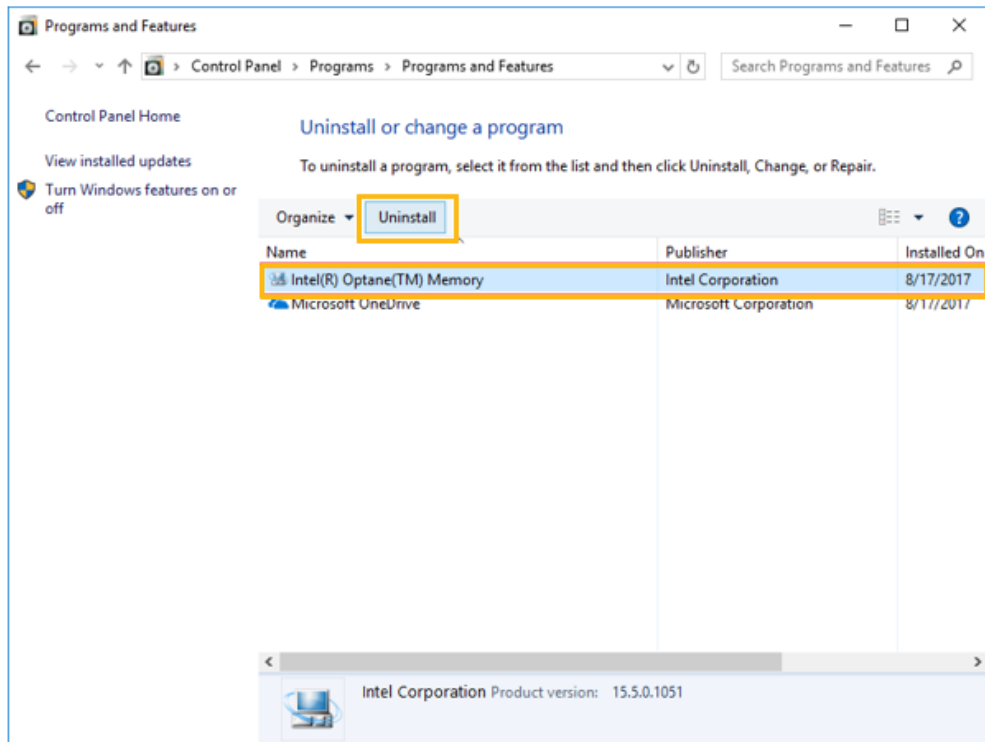 Programs and Features
Control Panel > Programs > Programs and Features
Search Programs and Features
Control Panel Home
View installed updates
Turn Windows features on or
off
Uninstall or change a program
To uninstall a program, select it from the list and then click Uninstall, Change, or Repair.
Organize Uninstall
?
Name Publisher Installed On
Intel(R) Optane(TM) Memory Intel Corporation 8/17/2017
Microsoft OneDrive Microsoft Corporation 8/17/2017
Intel Corporation Product version: 15.5.0.1051